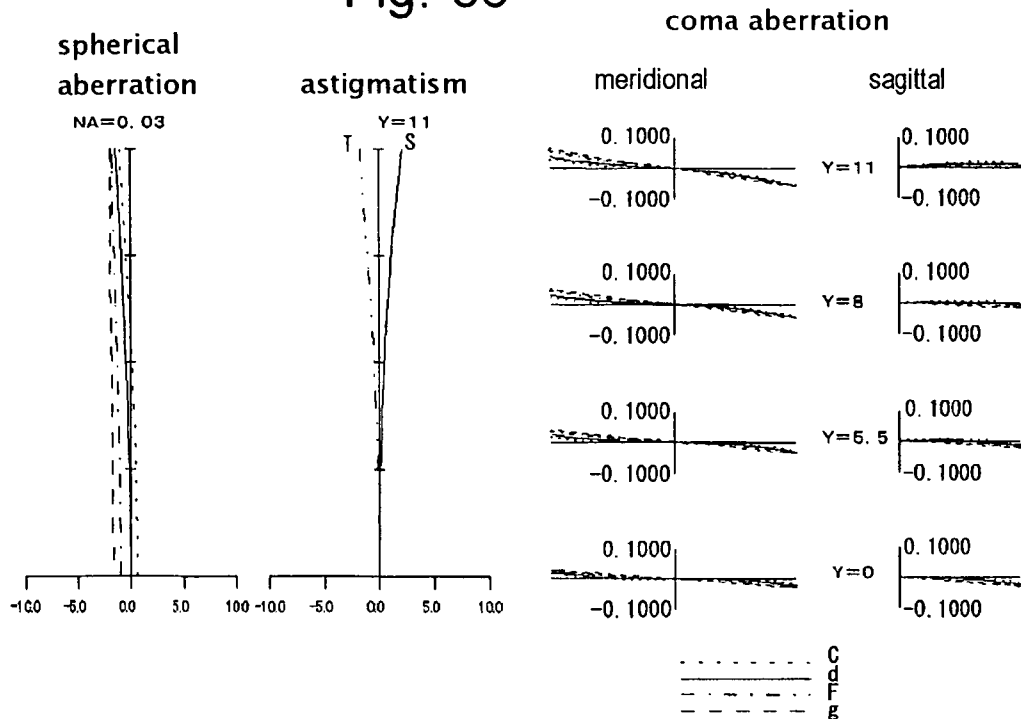 coma aberration
spherical
aberration
astigmatism
meridional
sagittal
NA=0.03
Y=11
T
S
0.1000
-0.1000
Y=11
0.1000
-0.1000
0.1000
-0.1000
Y=8
0.1000
-0.1000
0.1000
-0.1000
Y=5.5
0.1000
-0.1000
0.1000
-0.1000
Y=0
0.1000
-0.1000
-10.0
-5.0
0.0
5.0
10.0
-10.0
-5.0
0.0
5.0
10.0
C
d
F
g